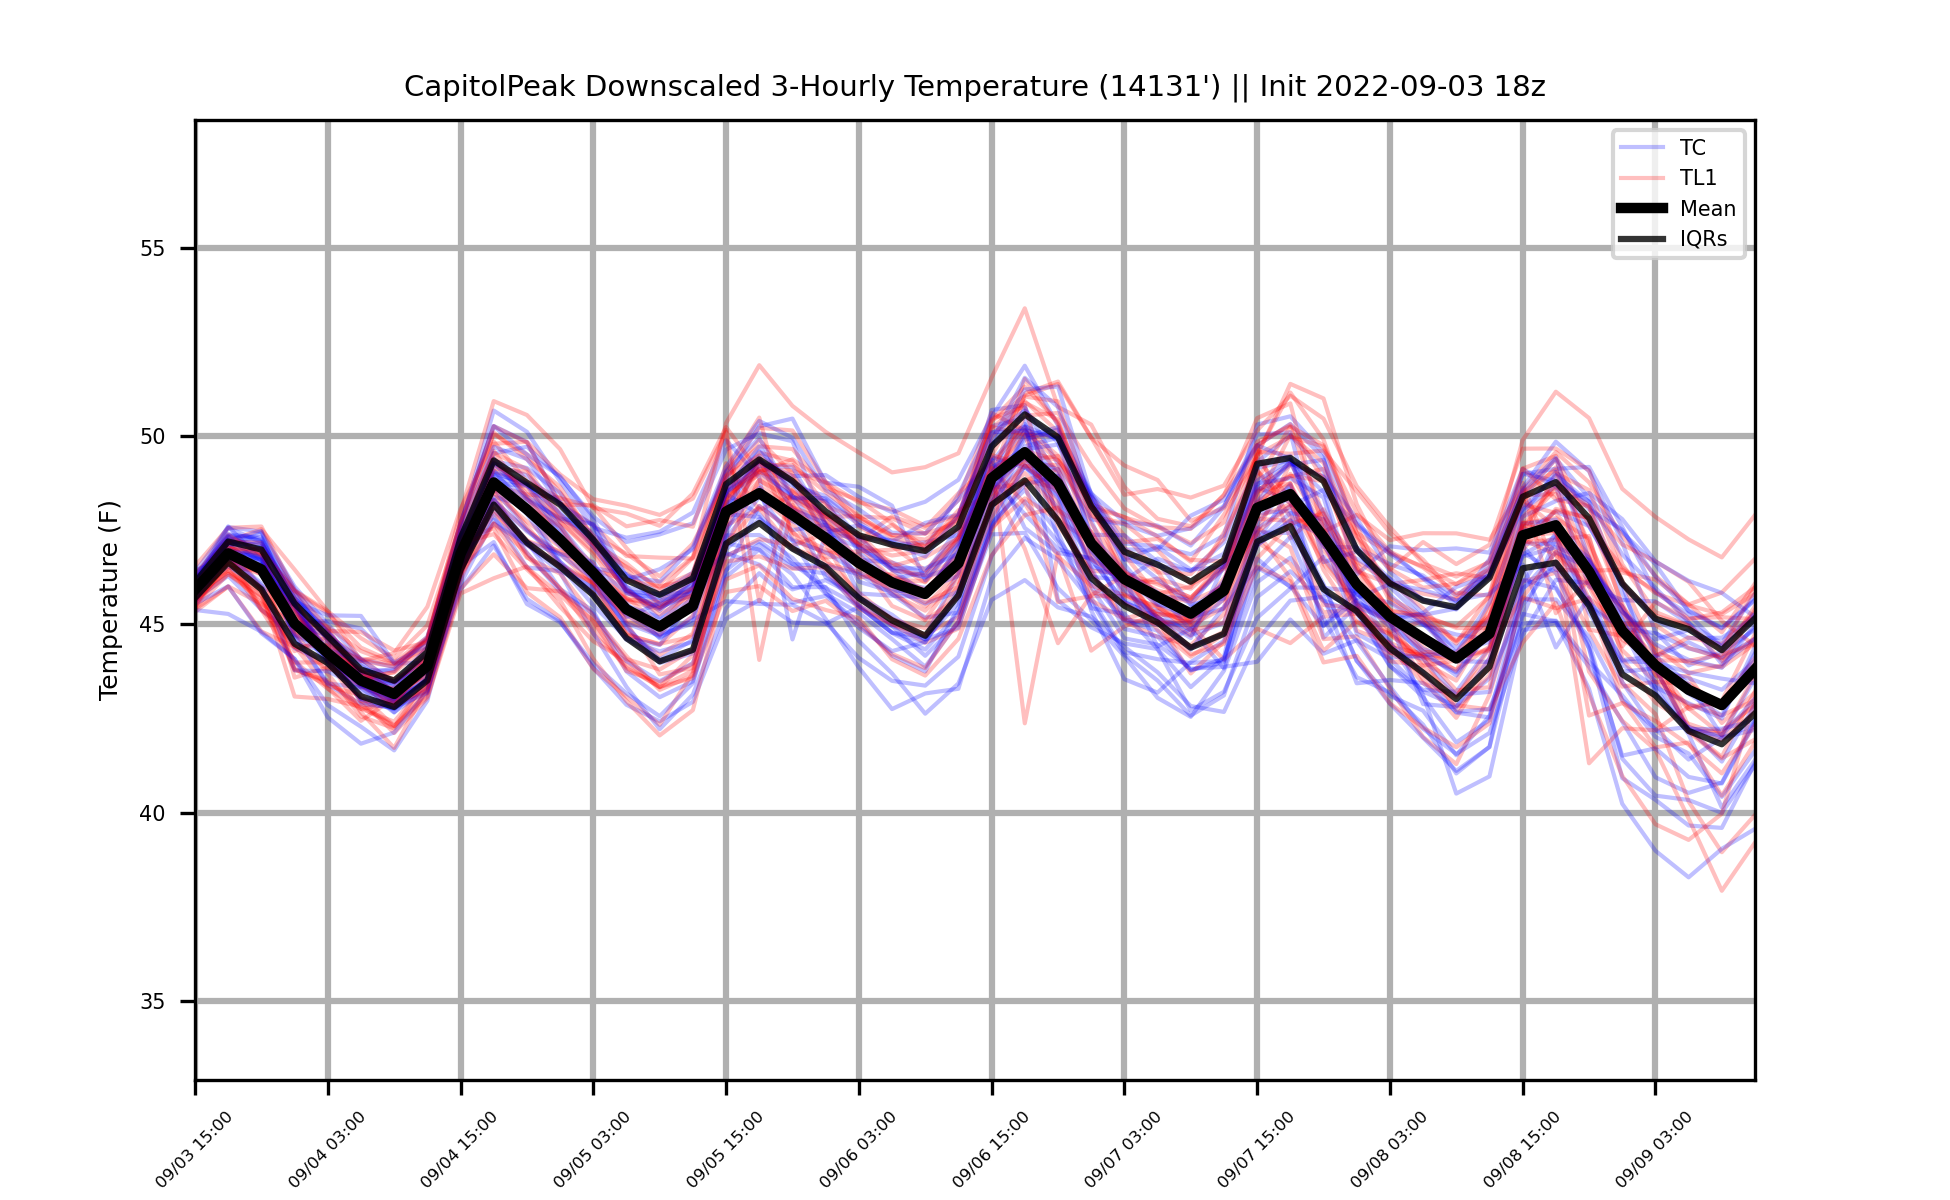 CapitolPeak Downscaled 3-Hourly Temperature (14131') || Init 2022-09-03 18z
TC
TL1
Mean
IQRs
Temperature (F)
55
50
45
40
35
09/03 15:00
09/04 03:00
09/04 15:00
09/05 03:00
09/05 15:00
09/06 03:00
09/06 15:00
09/07 03:00
09/07 15:00
09/08 03:00
09/08 15:00
09/09 03:00